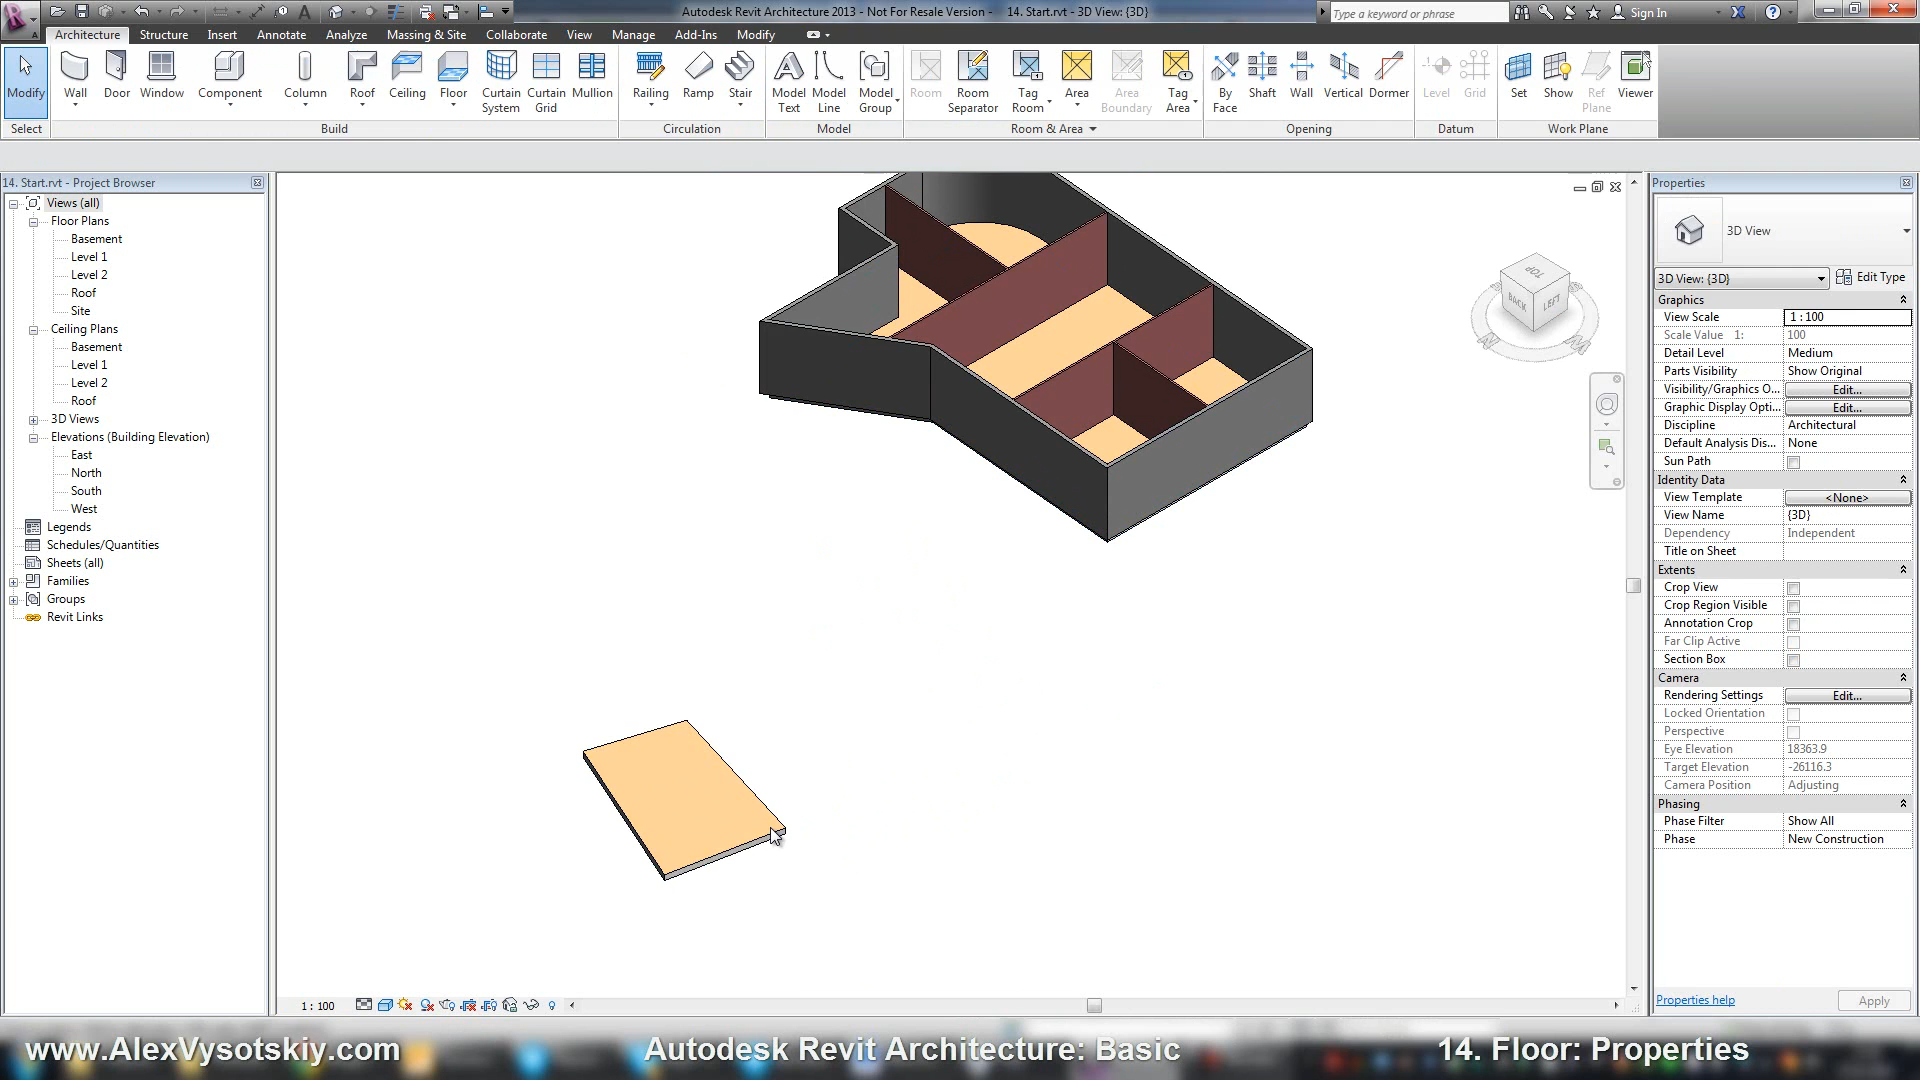 Autodesk Revit Architecture 2013 - Not For Resale Version - 14. Start.rvt - 3D View: {3D}
Type a keyword or phrase
Sign In
Architecture Structure Insert Annotate Analyze Massing & Site Collaborate View Manage Add-Ins Modify
Modify Wall Door Window Component Column Roof Ceiling Floor Curtain System Curtain Grid Mullion Railing Ramp Stair Model Text Model Line Model Group Room Room Separator Tag Room Area Area Boundary Tag Area By Face Shaft Wall Vertical Dormer Level Grid Set Show Ref Plane Viewer
Select Build Circulation Model Room & Area Opening Datum Work Plane
14. Start.rvt - Project Browser
Views (all)
Floor Plans
Basement
Level 1
Level 2
Roof
Site
Ceiling Plans
Basement
Level 1
Level 2
Roof
3D Views
Elevations (Building Elevation)
East
North
South
West
Legends
Schedules/Quantities
Sheets (all)
Families
Groups
Revit Links
TOP
BACK
LEFT
1 : 100
Properties
3D View
3D View: {3D} Edit Type
Graphics
View Scale 1 : 100
Scale Value 1: 100
Detail Level Medium
Parts Visibility Show Original
Visibility/Graphics O... Edit...
Graphic Display Opti... Edit...
Discipline Architectural
Default Analysis Dis... None
Sun Path
Identity Data
View Template <None>
View Name {3D}
Dependency Independent
Title on Sheet
Extents
Crop View
Crop Region Visible
Annotation Crop
Far Clip Active
Section Box
Camera
Rendering Settings Edit...
Locked Orientation
Perspective
Eye Elevation 18363.9
Target Elevation -26116.3
Camera Position Adjusting
Phasing
Phase Filter Show All
Phase New Construction
Properties help Apply
www.AlexVysotskiy.com Autodesk Revit Architecture: Basic 14. Floor: Properties